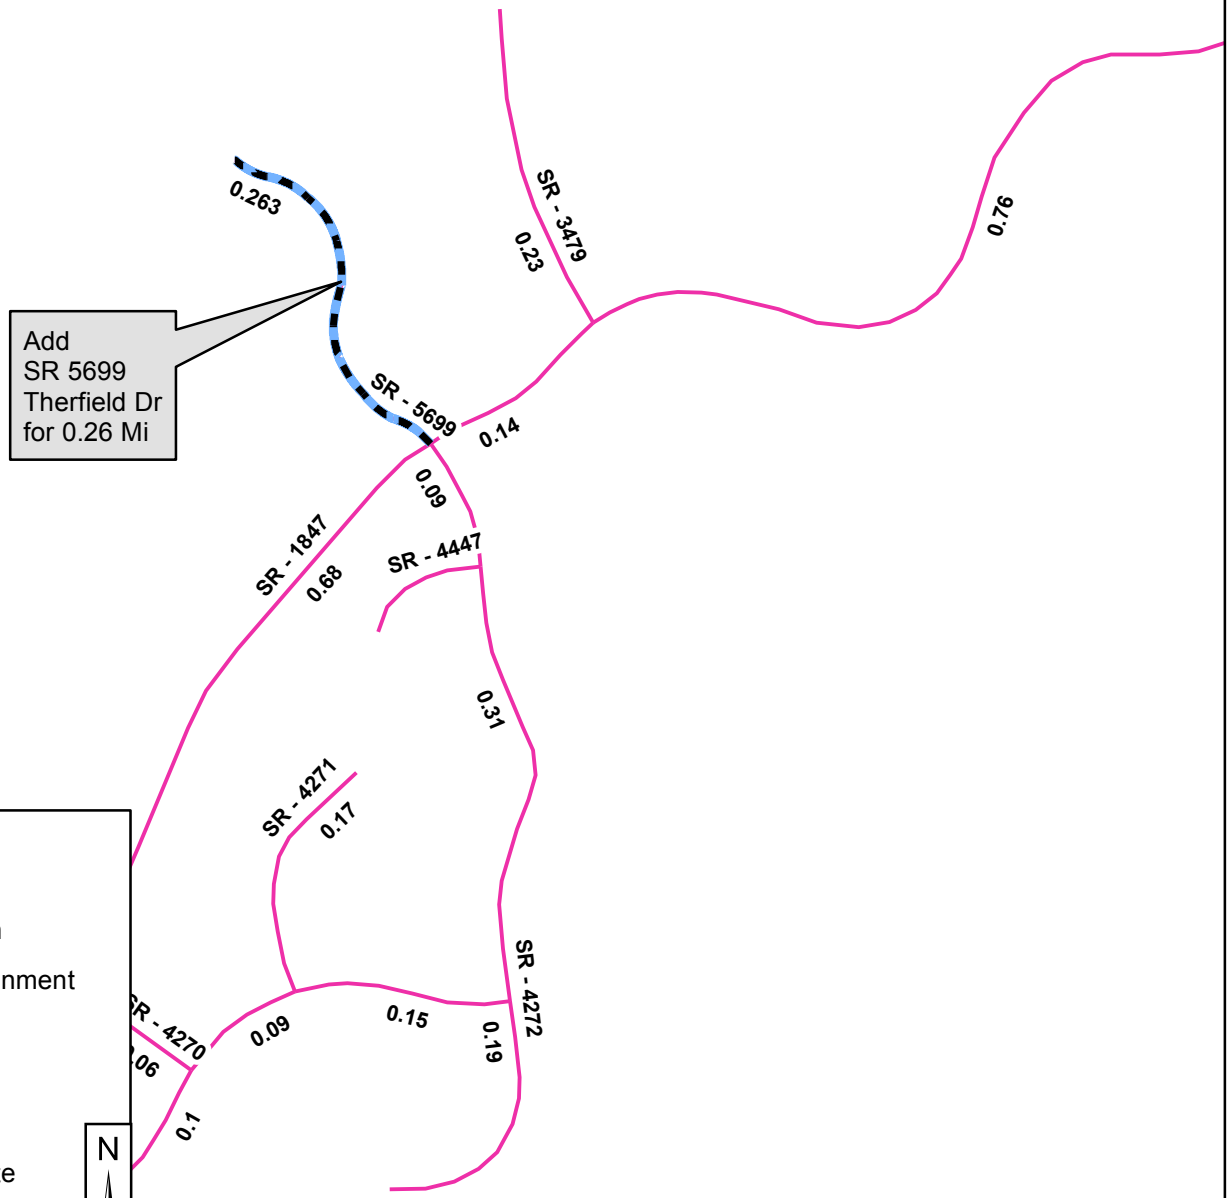 SR - 3479
0.23
0.76
0.263
Add
SR 5699
Therfield Dr
for 0.26 Mi
SR - 5699
0.14
0.09
SR - 1847
0.68
SR - 4447
0.31
SR - 4271
0.17
nment
SR - 4270
.06
0.09
0.15
SR - 4272
0.19
0.1
N